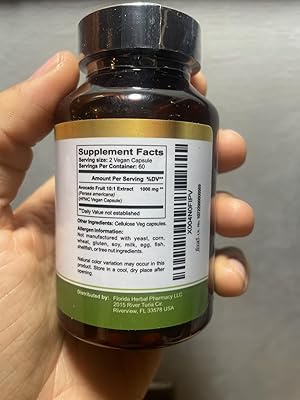 Supplement Facts
Serving size: 2 Vegan Capsule
Servings Per Container: 60
Amount Per Serving %DV**
Avocado Fruit 10:1 Extract 1000 mg **
(Persea americana)
(HPMC Vegan Capsule)
**Daily Value not established
Other Ingredients: Cellulose Veg capsules.
Allergen Information:
Not manufactured with yeast, corn,
wheat, gluten, soy, milk, egg, fish,
shellfish, or tree nut ingredients
Natural color variation may occur in this
product. Store in a cool, dry place after
opening.
Distributed by: Florida Herbal Pharmacy LLC
2015 River Turia Cir.
Riverview, FL 33578 USA
X004N0FIPV